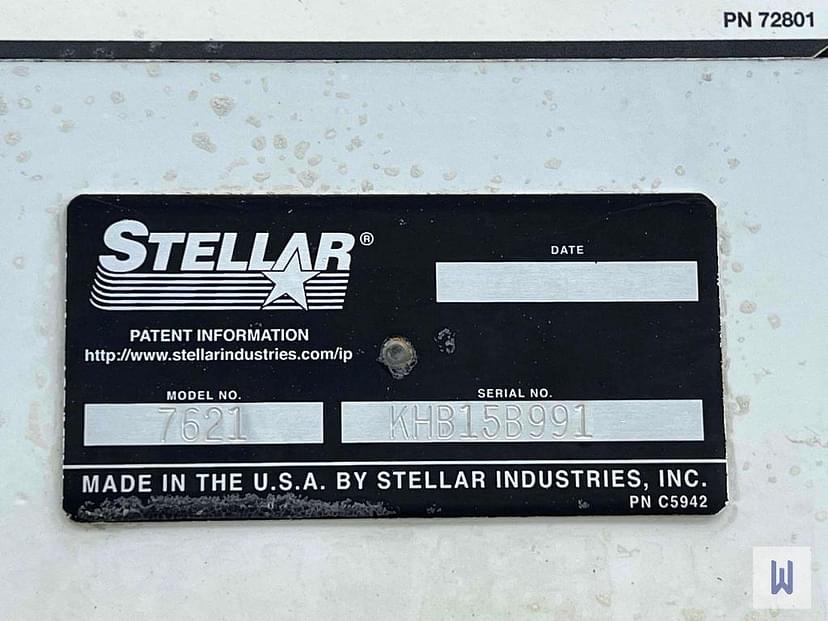 PN 72801
STELLAR®
DATE
PATENT INFORMATION
http://www.stellarindustries.com/ip
MODEL NO.
SERIAL NO.
7621
KHB15B991
MADE IN THE U.S.A. BY STELLAR INDUSTRIES, INC.
PN C5942
W